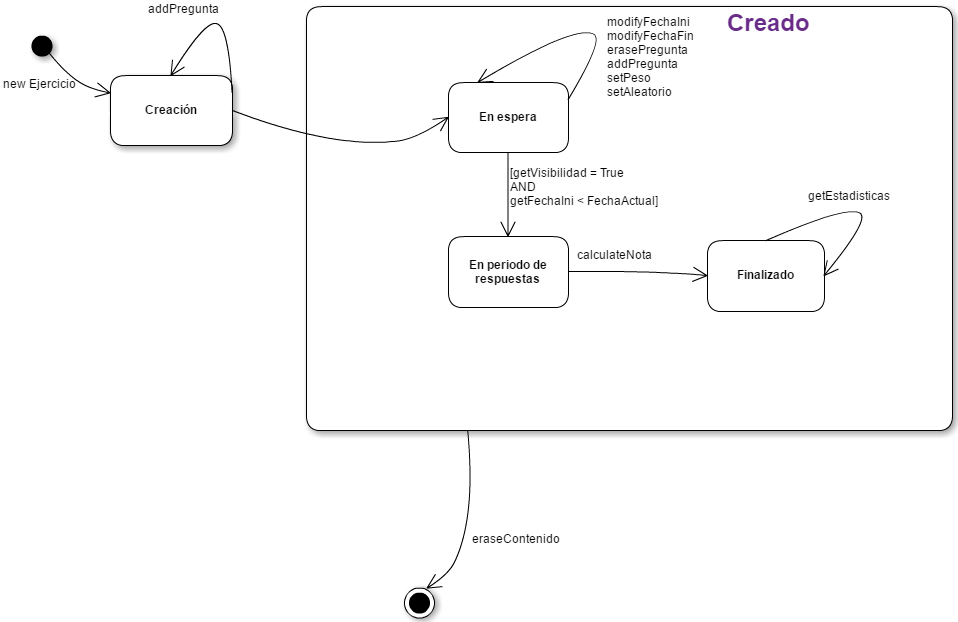 addPregunta
new Ejercicio
Creación
Creado
modifyFechaIni
modifyFechaFin
erasePregunta
addPregunta
setPeso
setAleatorio
En espera
[getVisibilidad = True
AND
getFechaIni < FechaActual]
En periodo de
respuestas
calculateNota
getEstadisticas
Finalizado
eraseContenido